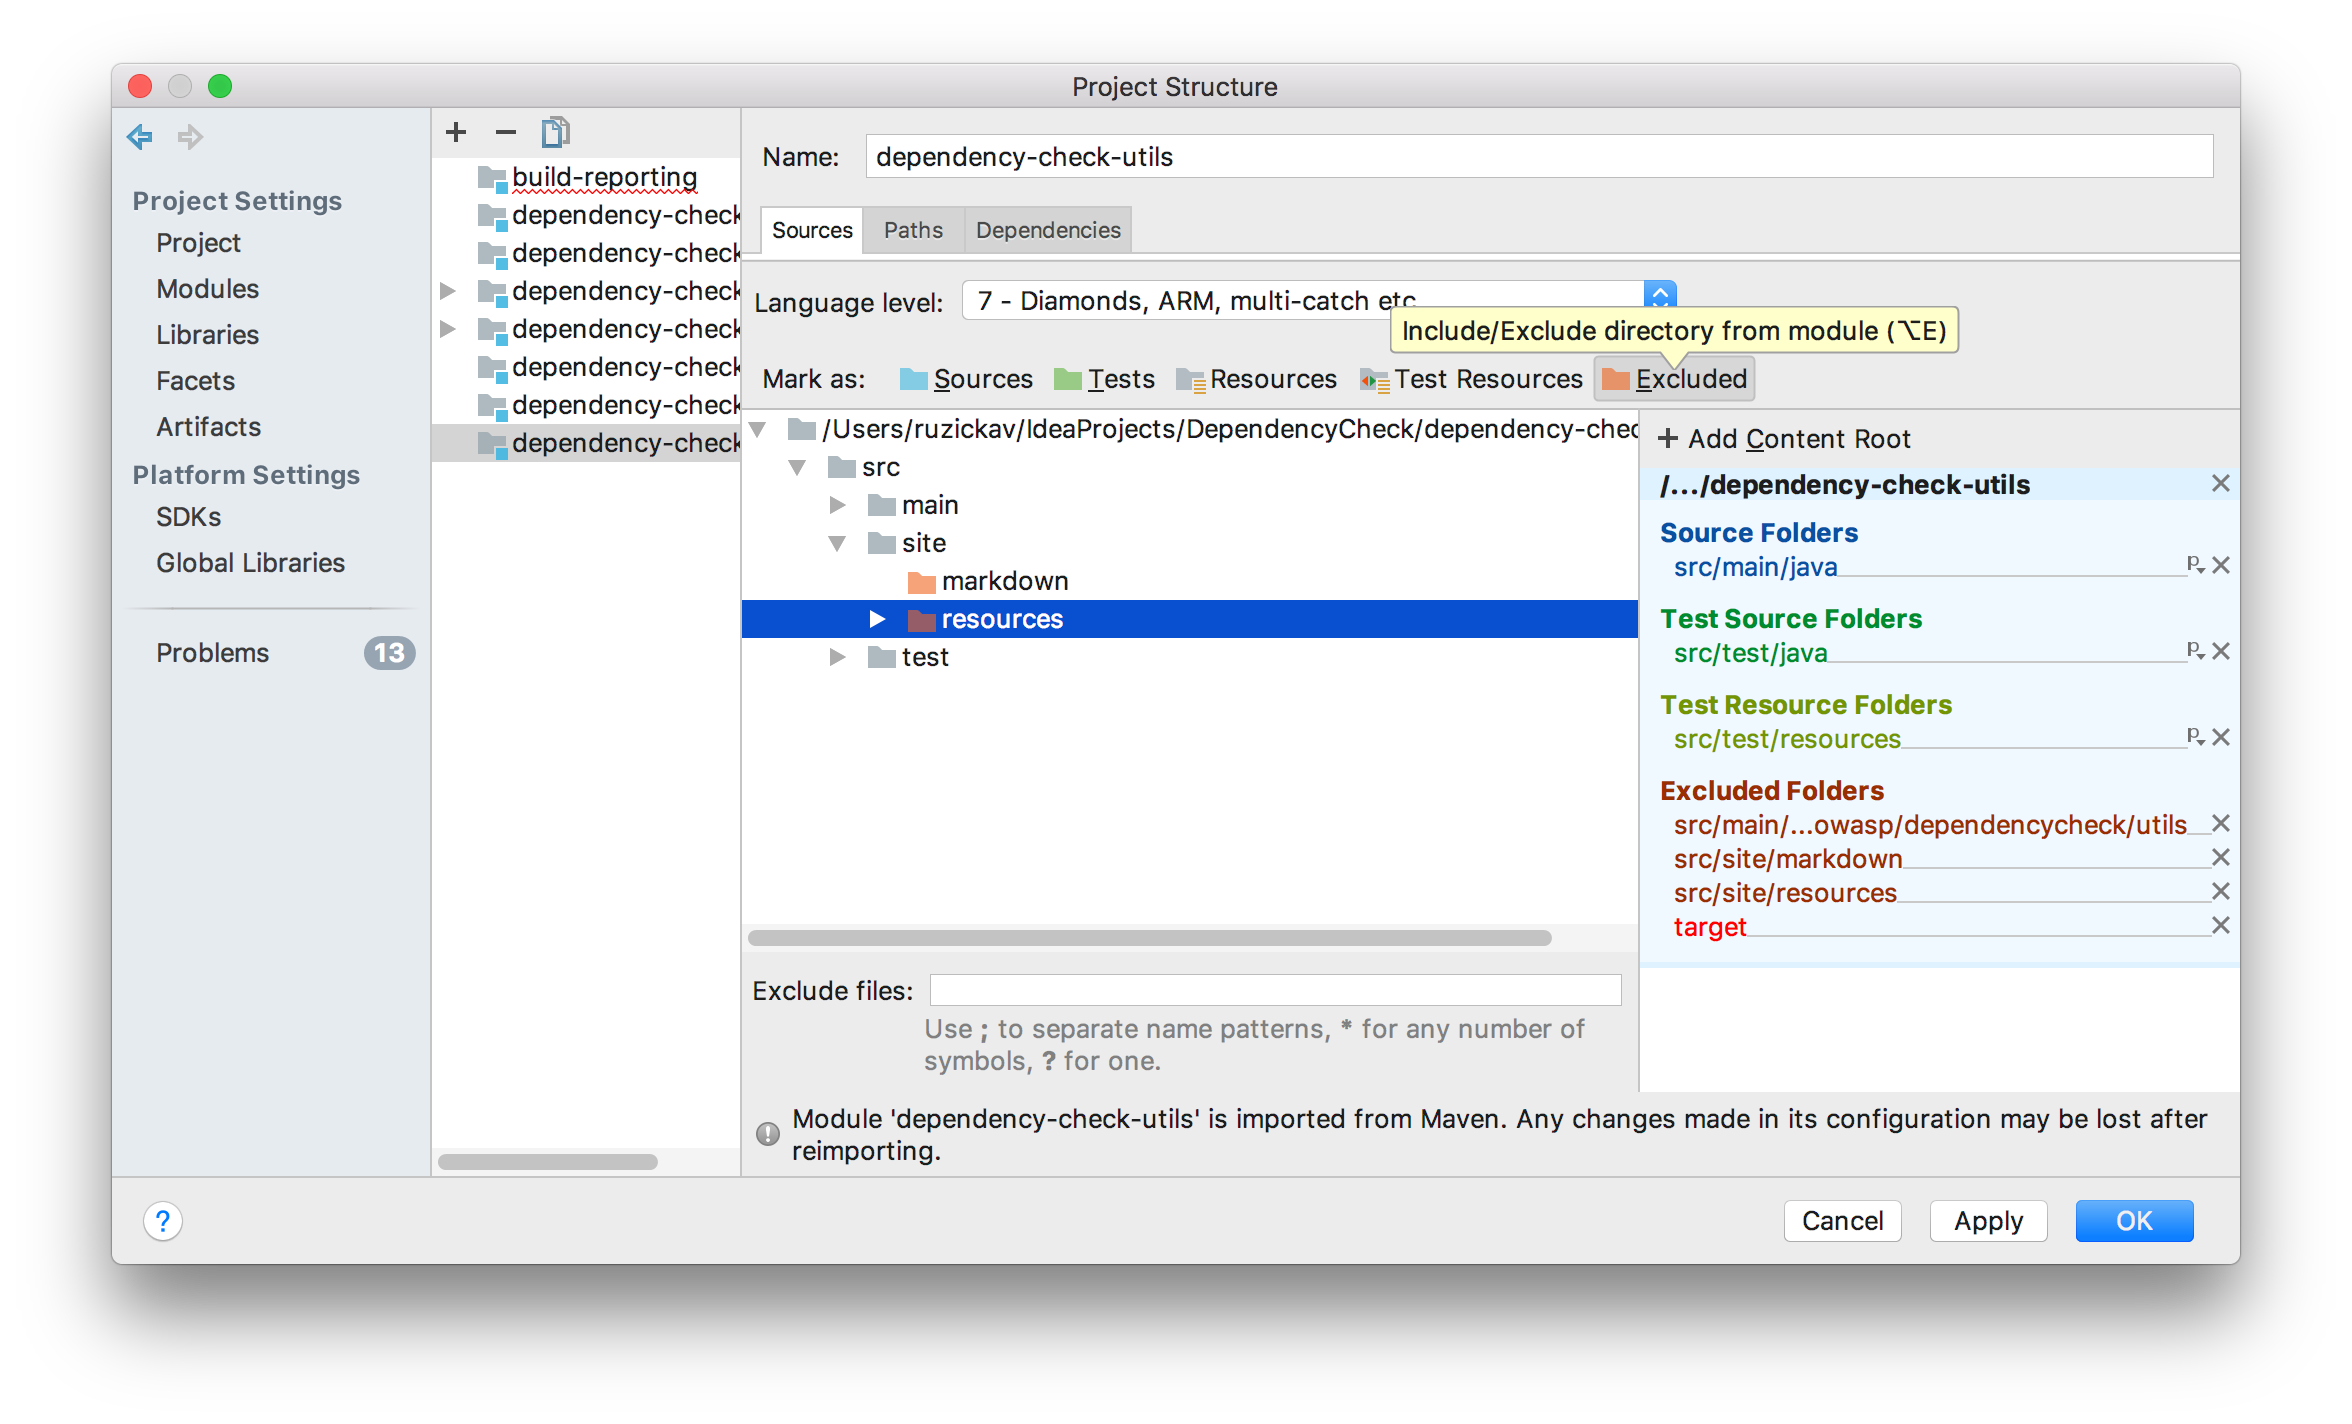 Project Structure
Project Settings
Project
Modules
Libraries
Facets
Artifacts
Platform Settings
SDKs
Global Libraries
Problems
13
build-reporting
dependency-check
dependency-check
dependency-check
dependency-check
dependency-check
dependency-check
dependency-check
Name: dependency-check-utils
Sources Paths Dependencies
Language level: 7 - Diamonds, ARM, multi-catch etc.
Include/Exclude directory from module (⌥E)
Mark as: Sources Tests Resources Test Resources Excluded
/Users/ruzickav/IdeaProjects/DependencyCheck/dependency-chec
src
main
site
markdown
resources
test
Exclude files:
Use ; to separate name patterns, * for any number of
symbols, ? for one.
+ Add Content Root
/.../dependency-check-utils
Source Folders
src/main/java
Test Source Folders
src/test/java
Test Resource Folders
src/test/resources
Excluded Folders
src/main/...owasp/dependencycheck/utils
src/site/markdown
src/site/resources
target
Module 'dependency-check-utils' is imported from Maven. Any changes made in its configuration may be lost after
reimporting.
?
Cancel Apply OK